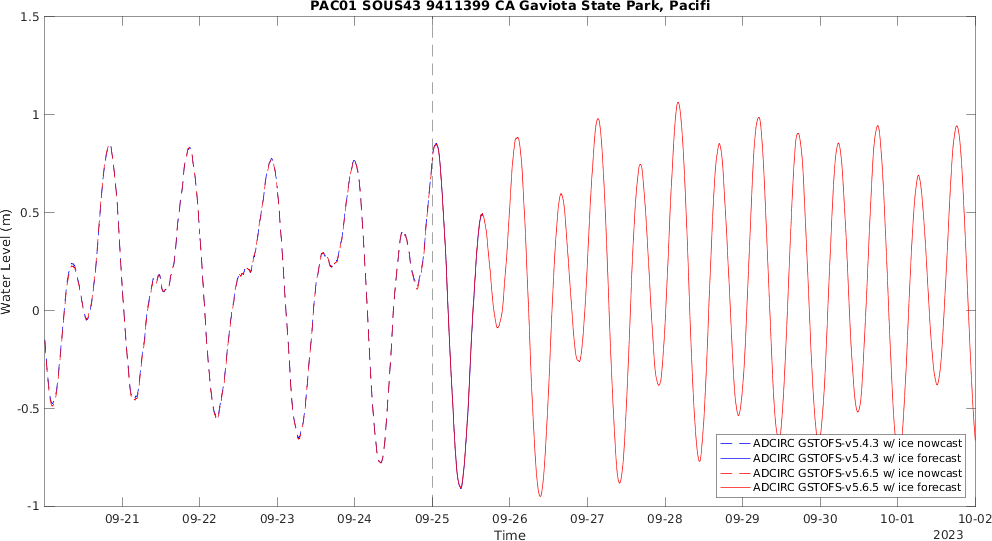 PAC01 SOUS43 9411399 CA Gaviota State Park, Pacifi
1.5
1
0.5
0
-0.5
-1
Water Level (m)
09-21 09-22 09-23 09-24 09-25 09-26 09-27 09-28 09-29 09-30 10-01 10-02
Time
2023
ADCIRC GSTOFS-v5.4.3 w/ ice nowcast
ADCIRC GSTOFS-v5.4.3 w/ ice forecast
ADCIRC GSTOFS-v5.6.5 w/ ice nowcast
ADCIRC GSTOFS-v5.6.5 w/ ice forecast